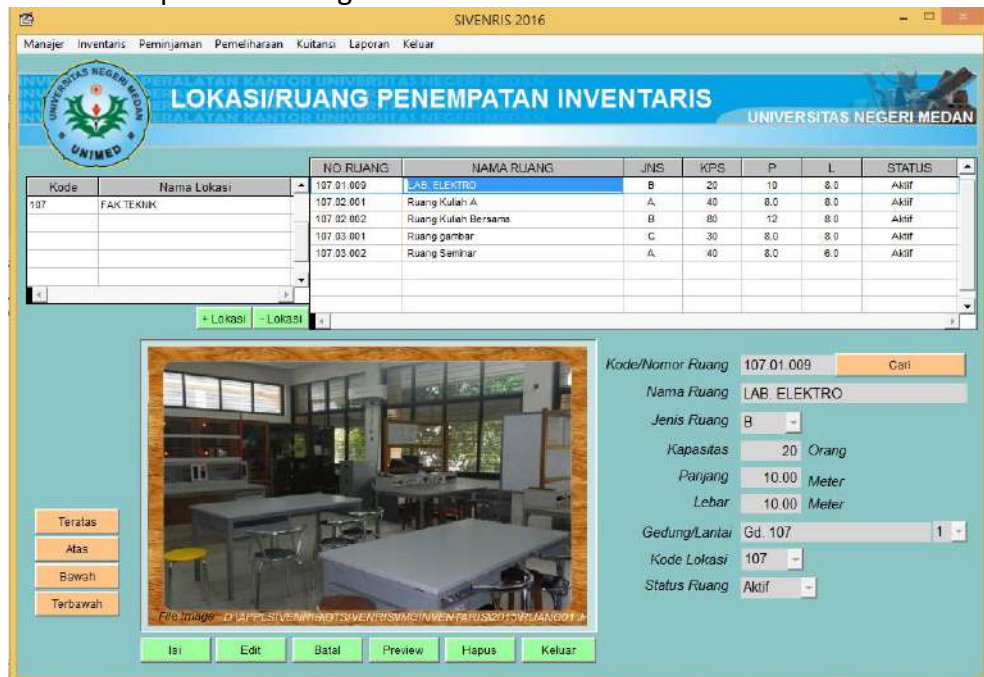 SIVENRIS 2016
Manajer Inventaris Peminjaman Pemeliharaan Kuitansi Laporan Keluar
UNIVERSITAS NEGERI
UNIMED
LOKASI/RUANG PENEMPATAN INVENTARIS
UNIVERSITAS NEGERI MEDAN
Kode Nama Lokasi
107 FAK.TEKNIK
+ Lokasi - Lokasi
NO.RUANG NAMA RUANG JNS KPS P L STATUS
107.01.009 LAB. ELEKTRO B 20 10 8.0 Aktif
107.02.001 Ruang Kuliah A A 40 8.0 8.0 Aktif
107.02.002 Ruang Kuliah Bersama B 80 12 8.0 Aktif
107.03.001 Ruang gambar C 30 8.0 8.0 Aktif
107.03.002 Ruang Seminar A 40 8.0 6.0 Aktif
Kode/Nomor Ruang 107.01.009 Cari
Nama Ruang LAB. ELEKTRO
Jenis Ruang B
Kapasitas 20 Orang
Panjang 10.00 Meter
Lebar 10.00 Meter
Gedung/Lantai Gd. 107 1
Kode Lokasi 107
Status Ruang Aktif
Teratas
Atas
Bawah
Terbawah
File Image
Isi Edit Batal Preview Hapus Keluar